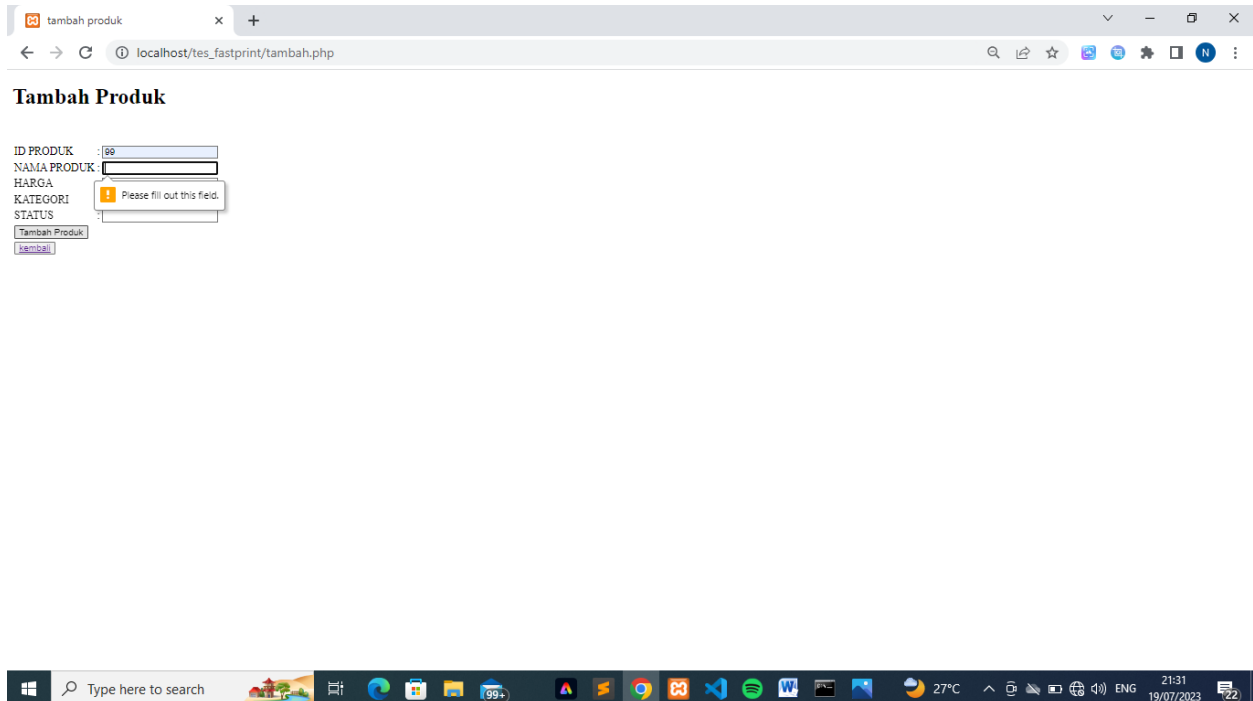 tambah produk
localhost/tes_fastprint/tambah.php
N
Tambah Produk
ID PRODUK : 99
NAMA PRODUK :
HARGA
Please fill out this field.
KATEGORI
STATUS :
Tambah Produk
kembali
Type here to search
99+
27°C
ENG
21:31
19/07/2023
22